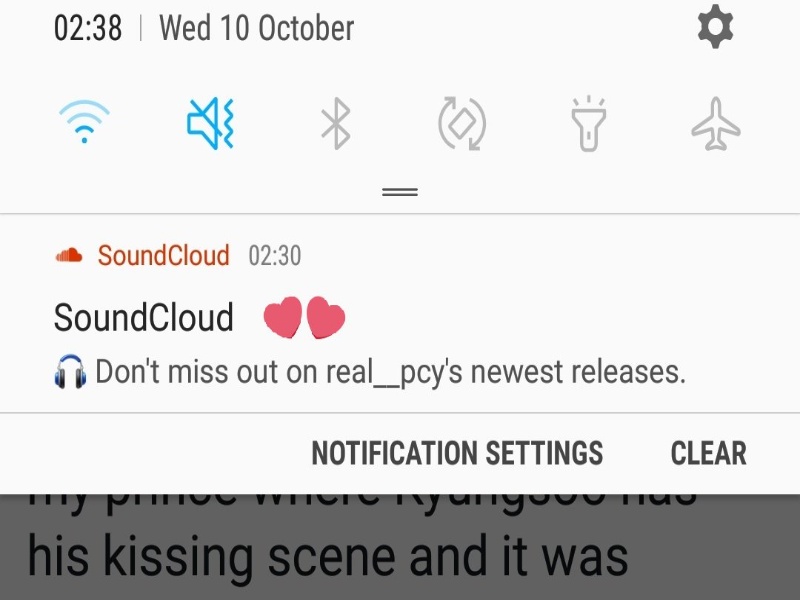 02:38 | Wed 10 October
SoundCloud 02:30
SoundCloud
Don't miss out on real__pcy's newest releases.
NOTIFICATION SETTINGS CLEAR
my prince where Kyungsoo has
his kissing scene and it was